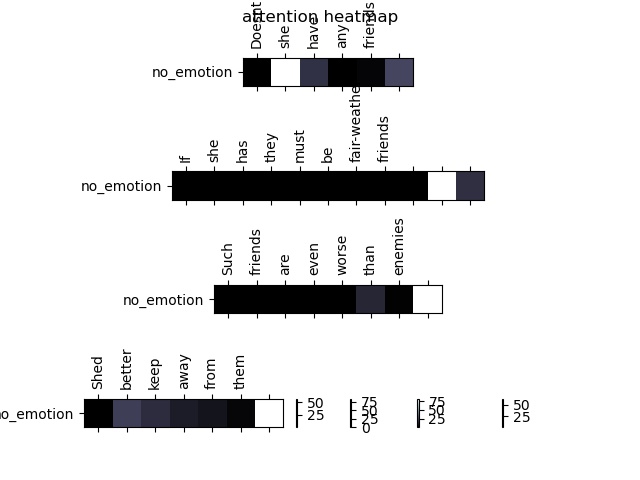 attention heatmap
Doesnt she have any friends
no_emotion
If she has they must be fair-weather friends
no_emotion
Such friends are even worse than enemies
no_emotion
Shed better keep away from them
no_emotion
50 25
75 50 25 0
75 50 25
50 25